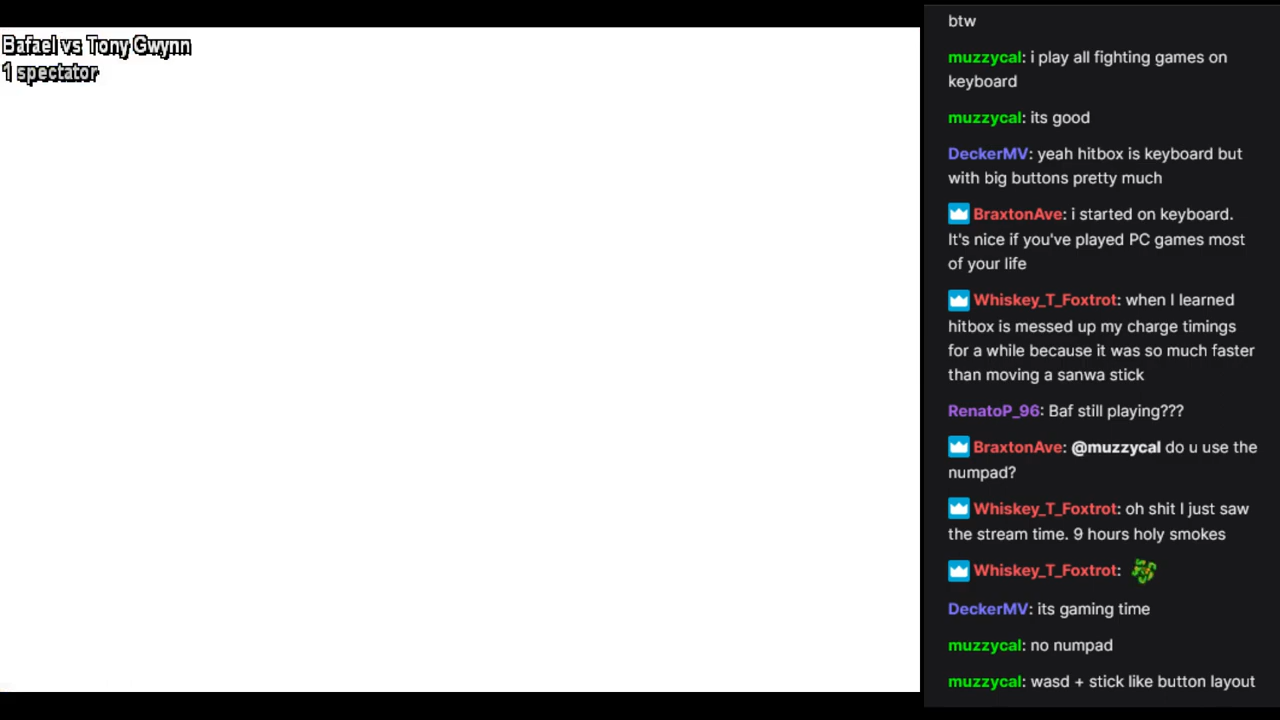 Bafael vs Tony Gwynn
1 spectator
btw
muzzycal: i play all fighting games on
keyboard
muzzycal: its good
DeckerMV: yeah hitbox is keyboard but
with big buttons pretty much
BraxtonAve: i started on keyboard.
It's nice if you've played PC games most
of your life
Whiskey_T_Foxtrot: when I learned
hitbox is messed up my charge timings
for a while because it was so much faster
than moving a sanwa stick
RenatoP_96: Baf still playing???
BraxtonAve: @muzzycal do u use the
numpad?
Whiskey_T_Foxtrot: oh shit I just saw
the stream time. 9 hours holy smokes
Whiskey_T_Foxtrot:
DeckerMV: its gaming time
muzzycal: no numpad
muzzycal: wasd + stick like button layout